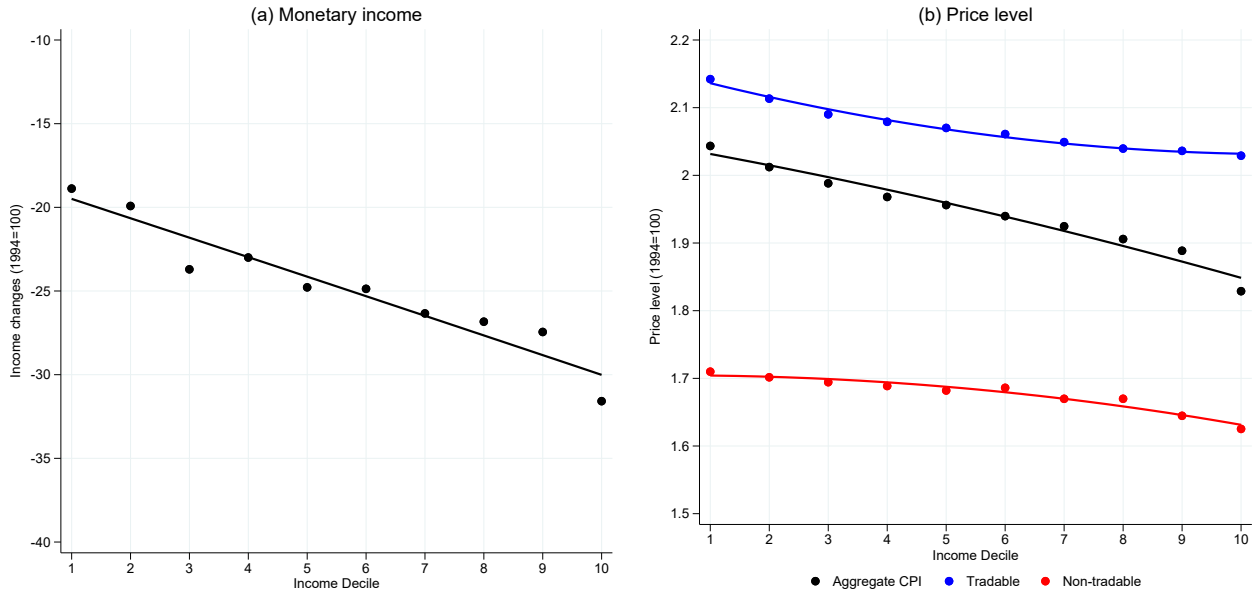 (a) Monetary income
Income changes (1994=100)
-10
-15
-20
-25
-30
-35
-40
1 2 3 4 5 6 7 8 9 10
Income Decile
(b) Price level
Price level (1994=100)
2.2
2.1
2
1.9
1.8
1.7
1.6
1.5
1 2 3 4 5 6 7 8 9 10
Income Decile
Aggregate CPI Tradable Non-tradable